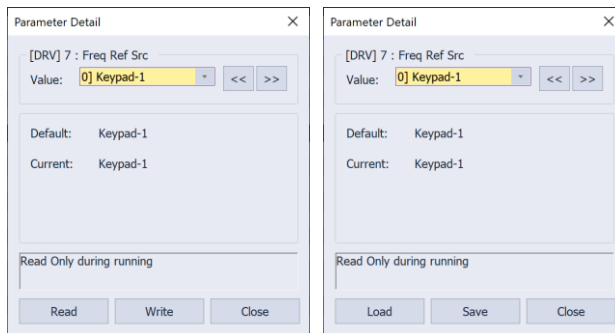 Parameter Detail
[DRV] 7 : Freq Ref Src
Value: 0] Keypad-1 << >>
Default: Keypad-1
Current: Keypad-1
Read Only during running
Read Write Close
Parameter Detail
[DRV] 7 : Freq Ref Src
Value: 0] Keypad-1 << >>
Default: Keypad-1
Current: Keypad-1
Read Only during running
Load Save Close